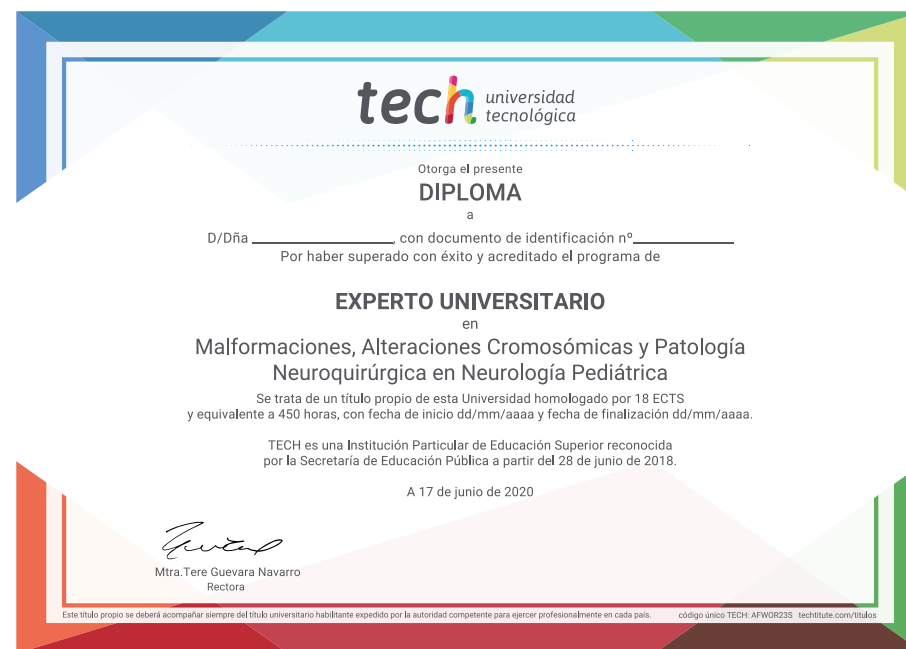 tech universidad
tecnológica
Otorga el presente
DIPLOMA
a
D/Dña ____________________, con documento de identificación nº______________
Por haber superado con éxito y acreditado el programa de
EXPERTO UNIVERSITARIO
en
Malformaciones, Alteraciones Cromosómicas y Patología
Neuroquirúrgica en Neurología Pediátrica
Se trata de un título propio de esta Universidad homologado por 18 ECTS
y equivalente a 450 horas, con fecha de inicio dd/mm/aaaa y fecha de finalización dd/mm/aaaa.
TECH es una Institución Particular de Educación Superior reconocida
por la Secretaría de Educación Pública a partir del 28 de junio de 2018.
A 17 de junio de 2020
Mtra.Tere Guevara Navarro
Rectora
Este título propio se deberá acompañar siempre del título universitario habilitante expedido por la autoridad competente para ejercer profesionalmente en cada país. código único TECH: AFWOR23S techtitute.com/titulos